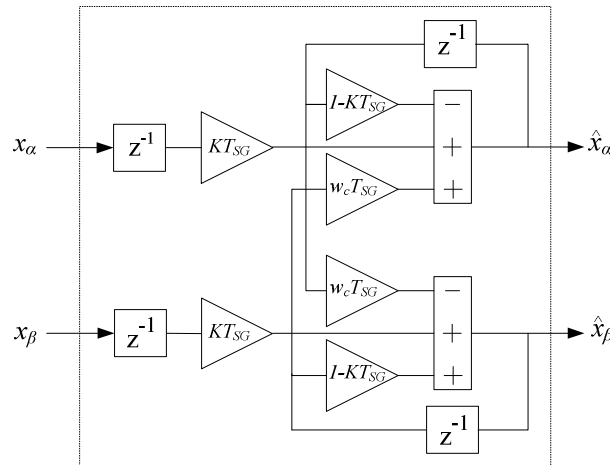 z⁻¹
1-KT_SG
−
x_α
z⁻¹
KT_SG
+
x̂_α
w_cT_SG
+
w_cT_SG
−
x_β
z⁻¹
KT_SG
+
x̂_β
1-KT_SG
+
z⁻¹